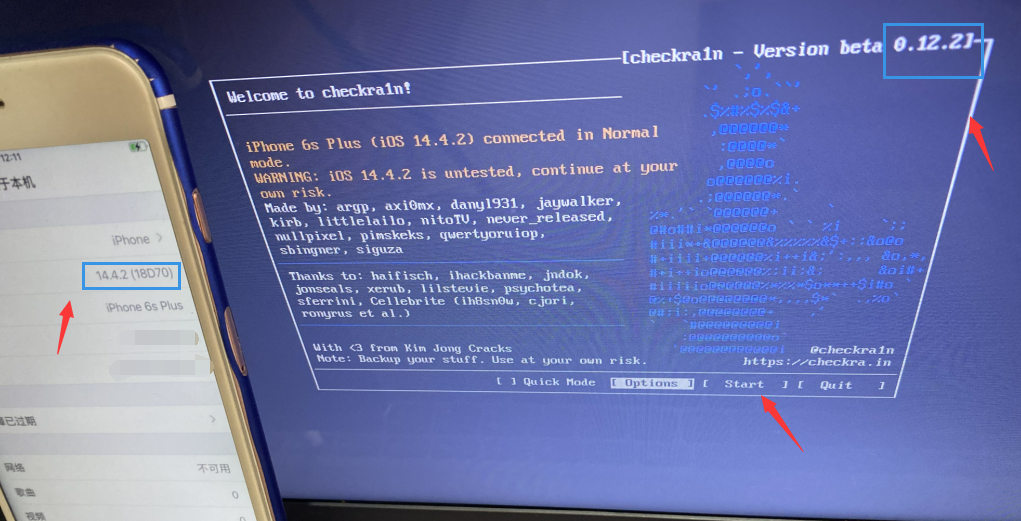 12:11
于本机
iPhone
14.4.2 (18D70)
iPhone 6s Plus
已过期
网络
不可用
歌曲
0
视频
0
[checkra1n - Version beta 0.12.2]
Welcome to checkra1n!
iPhone 6s Plus (iOS 14.4.2) connected in Normal
mode.
WARNING: iOS 14.4.2 is untested, continue at your
own risk.
Made by: argp, axi0mx, danyl931, jaywalker,
kirb, littlelailo, nitoTV, never_released,
nullpixel, pimskeks, qwertyoruiop,
sbingner, siguza
Thanks to: haifisch, ihackbanme, jndok,
jonseals, xerub, lilstevie, psychotea,
sferrini, Cellebrite (ih8sn0w, cjori,
ronyrus et al.)
With <3 from Kim Jong Cracks
Note: Backup your stuff. Use at your own risk.
@checkra1n
https://checkra.in
[ ] Quick Mode [ Options ] [ Start ] [ Quit ]